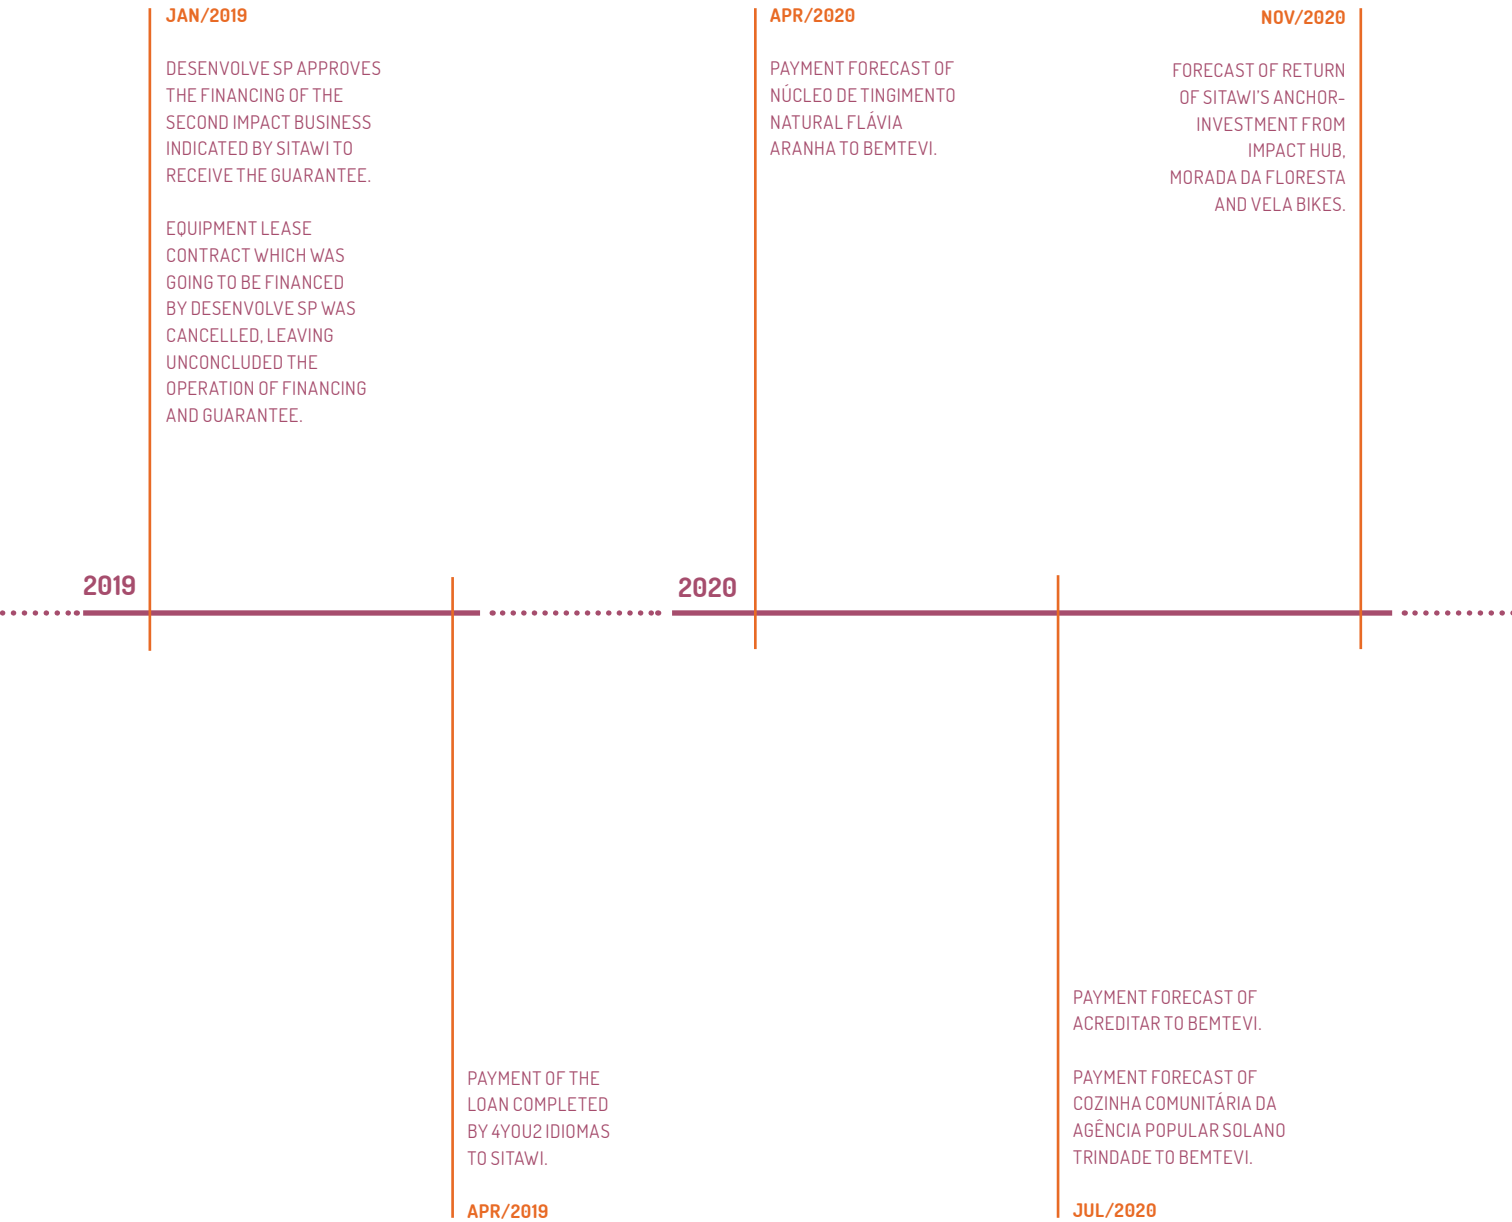 JAN/2019
DESENVOLVE SP APPROVES
THE FINANCING OF THE
SECOND IMPACT BUSINESS
INDICATED BY SITAWI TO
RECEIVE THE GUARANTEE.
EQUIPMENT LEASE
CONTRACT WHICH WAS
GOING TO BE FINANCED
BY DESENVOLVE SP WAS
CANCELLED, LEAVING
UNCONCLUDED THE
OPERATION OF FINANCING
AND GUARANTEE.
APR/2020
PAYMENT FORECAST OF
NÚCLEO DE TINGIMENTO
NATURAL FLÁVIA
ARANHA TO BEMTEVI.
NOV/2020
FORECAST OF RETURN
OF SITAWI'S ANCHOR-
INVESTMENT FROM
IMPACT HUB,
MORADA DA FLORESTA
AND VELA BIKES.
2019
2020
PAYMENT OF THE
LOAN COMPLETED
BY 4YOU2 IDIOMAS
TO SITAWI.
APR/2019
PAYMENT FORECAST OF
ACREDITAR TO BEMTEVI.
PAYMENT FORECAST OF
COZINHA COMUNITÁRIA DA
AGÊNCIA POPULAR SOLANO
TRINDADE TO BEMTEVI.
JUL/2020